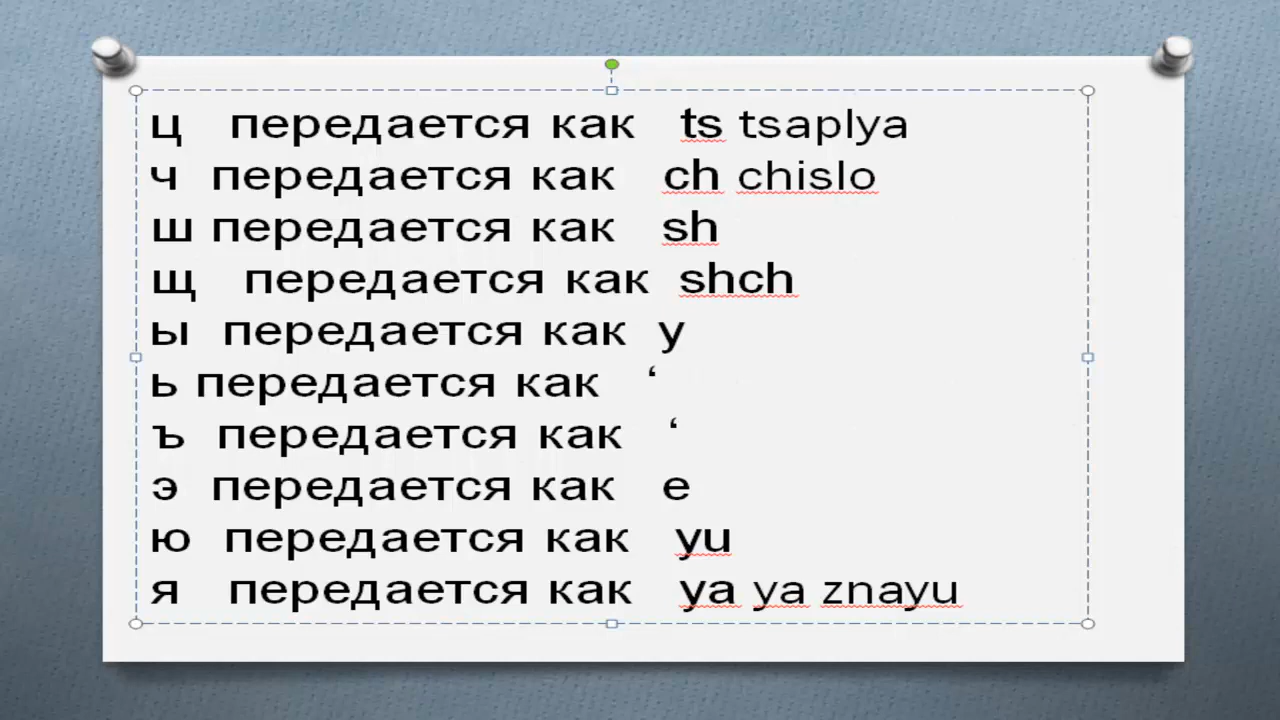 ц передается как ts tsaplya
ч передается как ch chislo
ш передается как sh
щ передается как shch
ы передается как y
ь передается как ‘
ъ передается как ‘
э передается как e
ю передается как yu
я передается как ya ya znayu